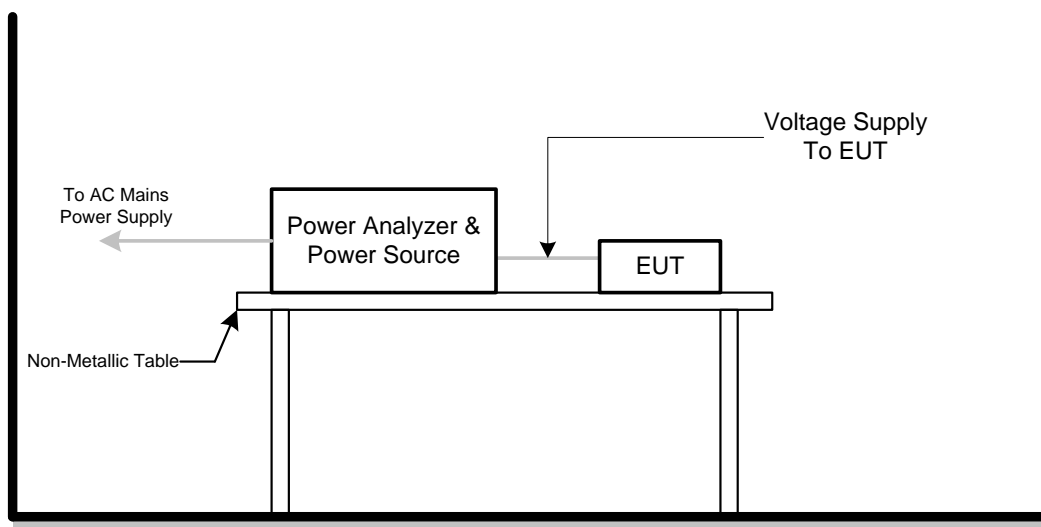 Voltage Supply
To EUT
To AC Mains
Power Supply
Power Analyzer &
Power Source
EUT
Non-Metallic Table